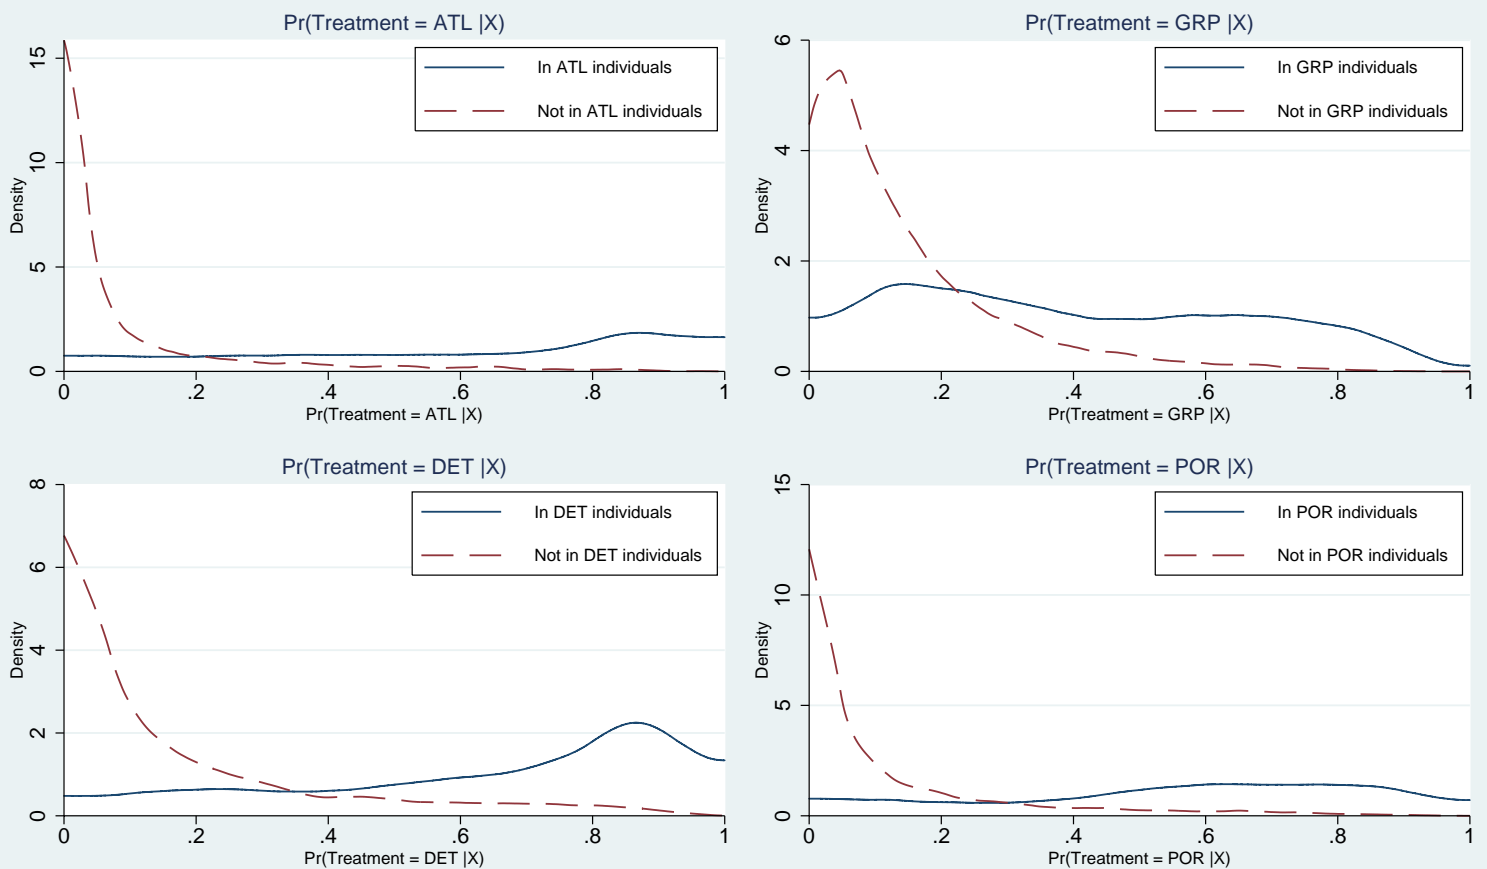 Pr(Treatment = ATL |X)
In ATL individuals
Not in ATL individuals
Density
0
5
10
15
0
.2
.4
.6
.8
1
Pr(Treatment = ATL |X)
Pr(Treatment = GRP |X)
In GRP individuals
Not in GRP individuals
Density
0
2
4
6
0
.2
.4
.6
.8
1
Pr(Treatment = GRP |X)
Pr(Treatment = DET |X)
In DET individuals
Not in DET individuals
Density
0
2
4
6
8
0
.2
.4
.6
.8
1
Pr(Treatment = DET |X)
Pr(Treatment = POR |X)
In POR individuals
Not in POR individuals
Density
0
5
10
15
0
.2
.4
.6
.8
1
Pr(Treatment = POR |X)